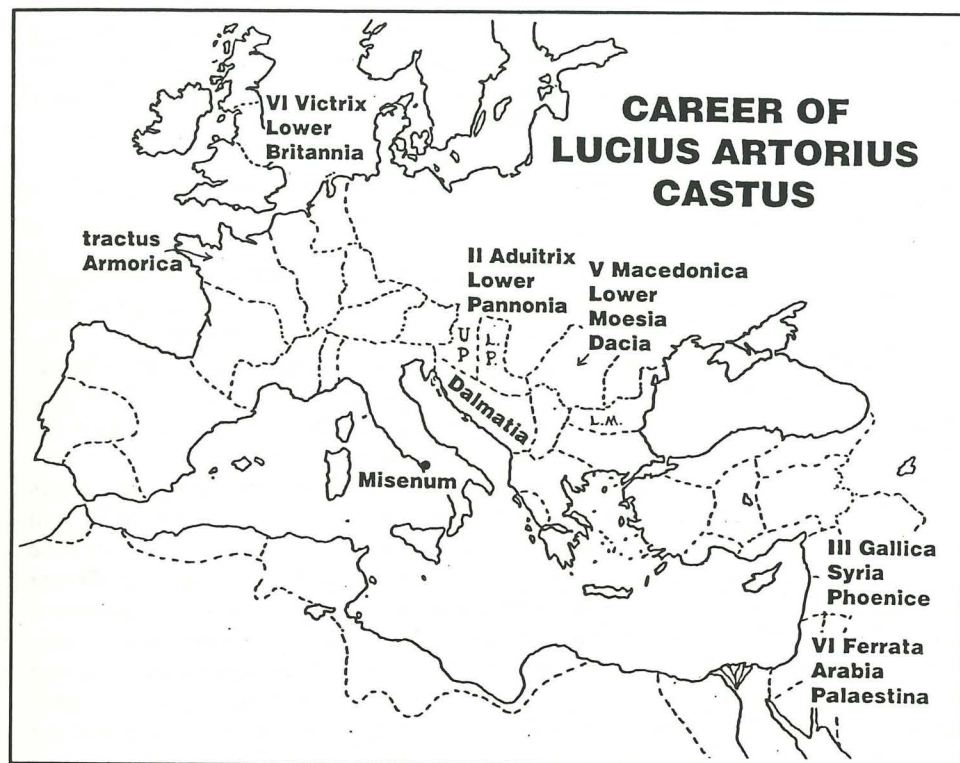 CAREER OF
LUCIUS ARTORIUS
CASTUS
VI Victrix
Lower
Britannia
tractus
Armorica
II Aduitrix
Lower
Pannonia
V Macedonica
Lower
Moesia
Dacia
U
P
L.
P.
L.M.
Dalmatia
Misenum
III Gallica
Syria
Phoenice
VI Ferrata
Arabia
Palaestina